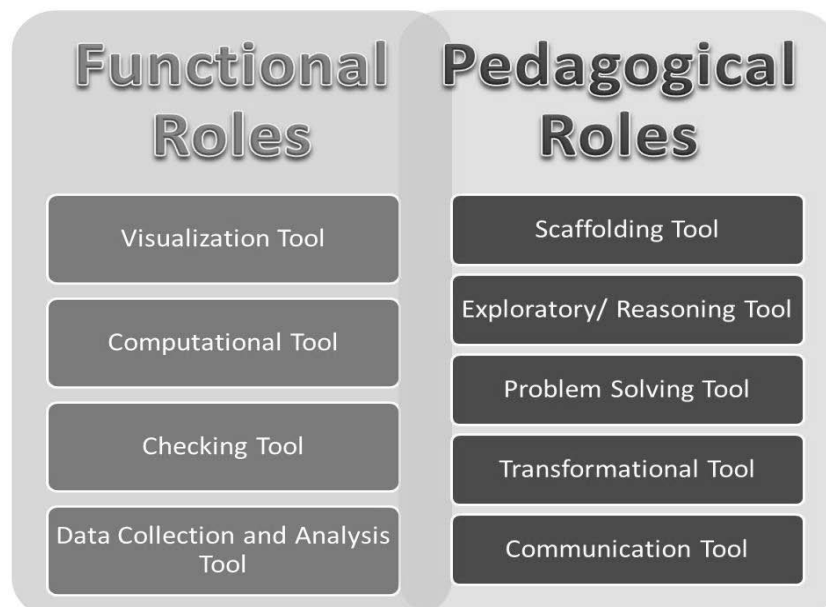 Functional
Roles
Visualization Tool
Computational Tool
Checking Tool
Data Collection and Analysis
Tool
Pedagogical
Roles
Scaffolding Tool
Exploratory/ Reasoning Tool
Problem Solving Tool
Transformational Tool
Communication Tool